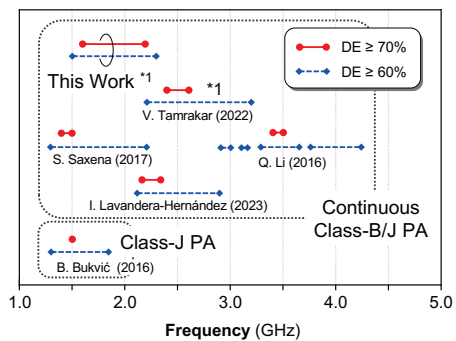 DE ≥ 70%
DE ≥ 60%
This Work *1
*1
V. Tamrakar (2022)
S. Saxena (2017)
Q. Li (2016)
I. Lavandera-Hernández (2023)
Continuous
Class-B/J PA
Class-J PA
B. Bukvić (2016)
1.0 2.0 3.0 4.0 5.0
Frequency (GHz)